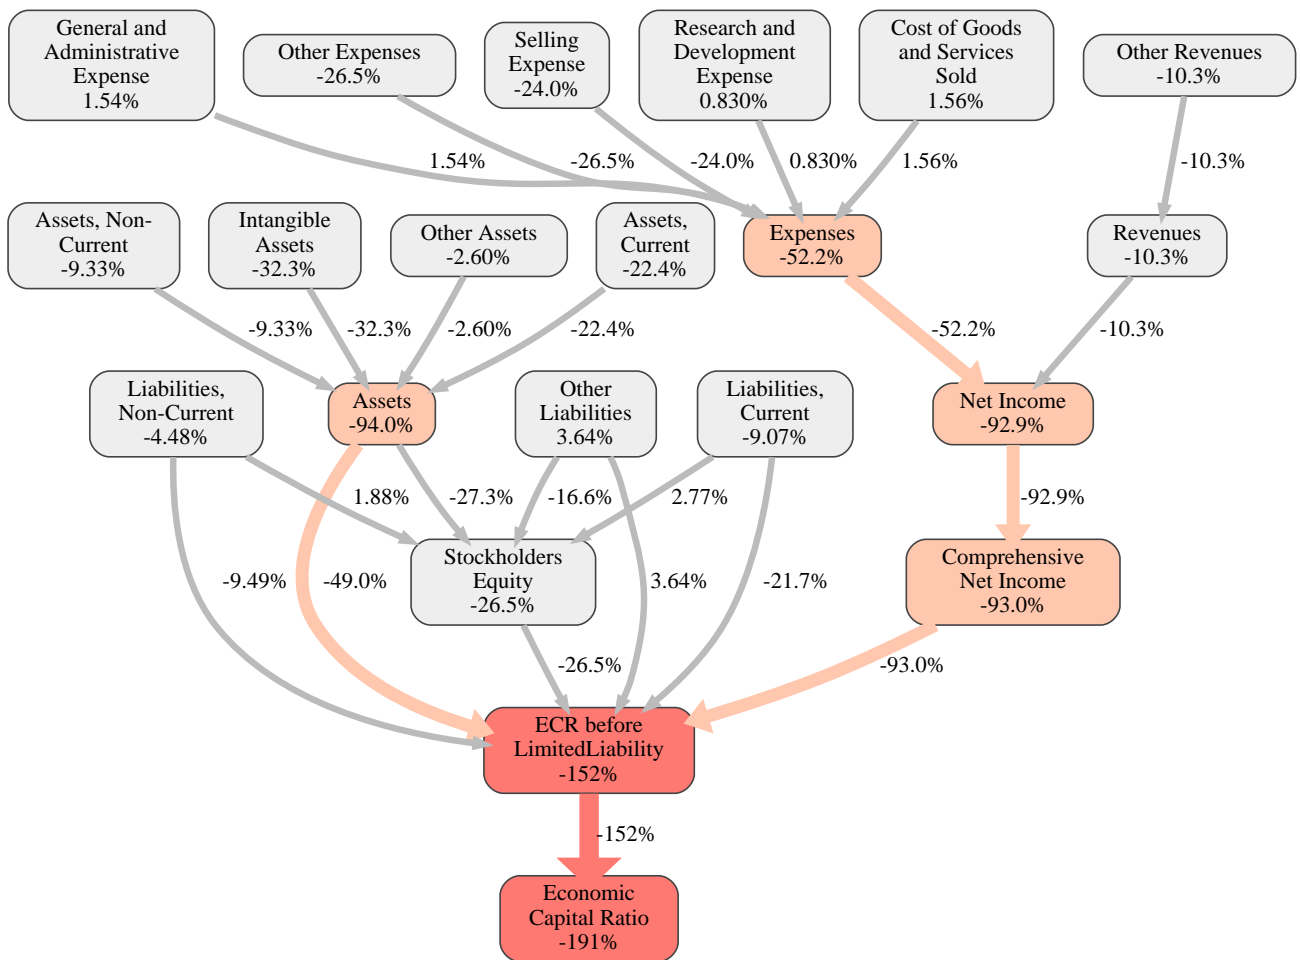 General and
Administrative
Expense
1.54%
Other Expenses
-26.5%
Selling
Expense
-24.0%
Research and
Development
Expense
0.830%
Cost of Goods
and Services
Sold
1.56%
Other Revenues
-10.3%
1.54%
-26.5%
-24.0%
0.830%
1.56%
-10.3%
Assets, Non-
Current
-9.33%
Intangible
Assets
-32.3%
Other Assets
-2.60%
Assets,
Current
-22.4%
Expenses
-52.2%
Revenues
-10.3%
-9.33%
-32.3%
-2.60%
-22.4%
-52.2%
-10.3%
Liabilities,
Non-Current
-4.48%
Assets
-94.0%
Other
Liabilities
3.64%
Liabilities,
Current
-9.07%
Net Income
-92.9%
1.88%
-27.3%
-16.6%
2.77%
-92.9%
-9.49%
-49.0%
Stockholders
Equity
-26.5%
3.64%
-21.7%
Comprehensive
Net Income
-93.0%
-26.5%
-93.0%
ECR before
LimitedLiability
-152%
-152%
Economic
Capital Ratio
-191%